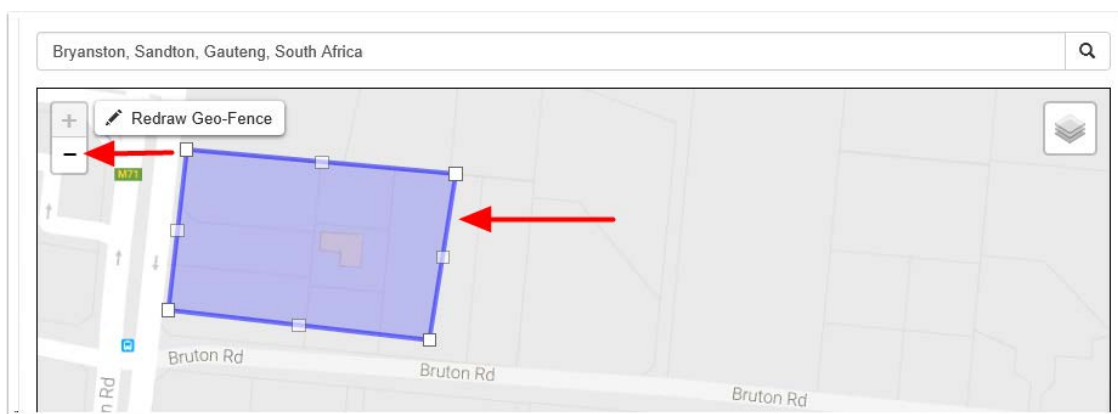 Bryanston, Sandton, Gauteng, South Africa
+
Redraw Geo-Fence
−
M71
Bruton Rd
Bruton Rd
Bruton Rd
n Rd